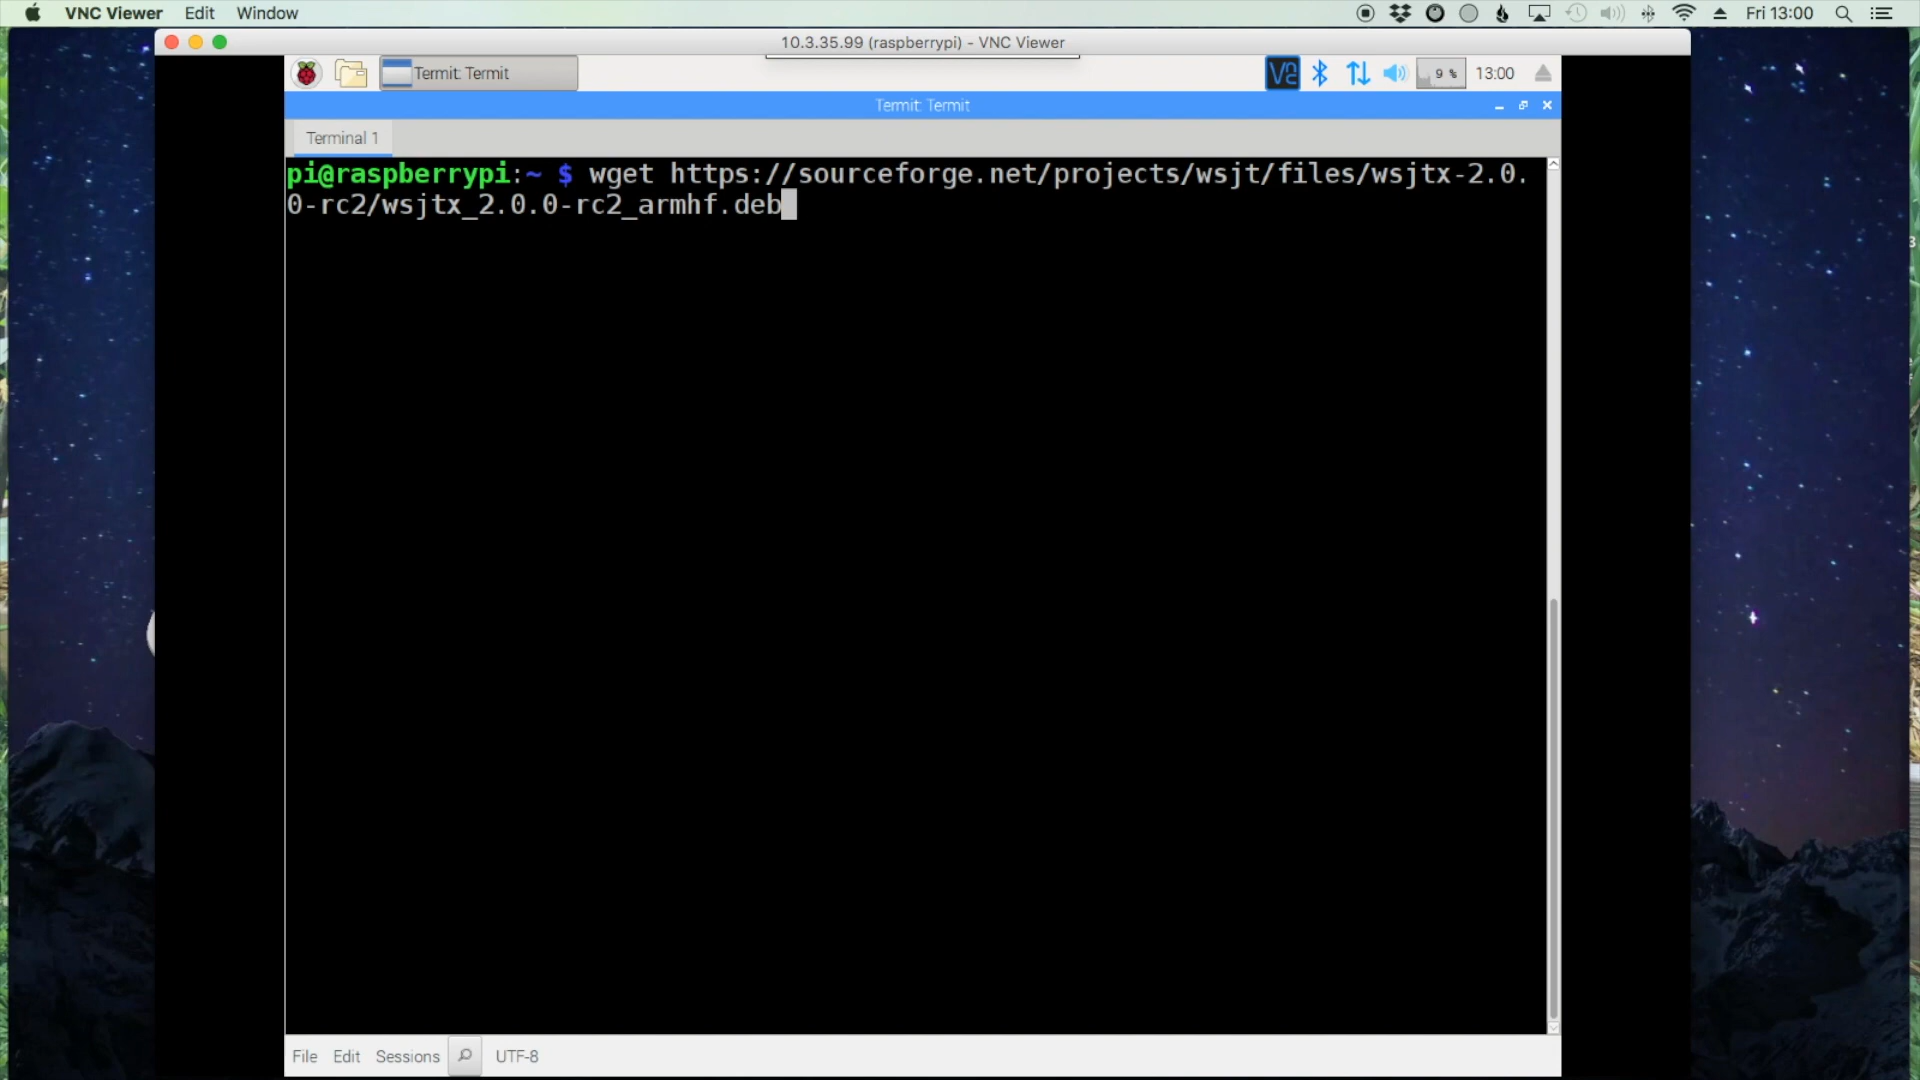 VNC Viewer Edit Window Fri 13:00
10.3.35.99 (raspberrypi) - VNC Viewer
Termit: Termit VNC 9 % 13:00
Termit: Termit
Terminal 1
pi@raspberrypi:~ $ wget https://sourceforge.net/projects/wsjt/files/wsjtx-2.0.
0-rc2/wsjtx_2.0.0-rc2_armhf.deb
File Edit Sessions UTF-8